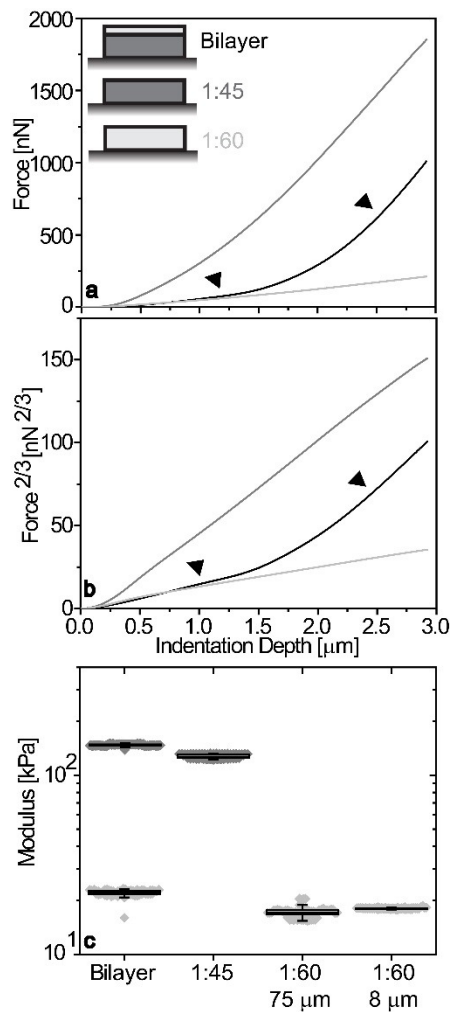 2000
1500
1000
500
0
Force [nN]
Bilayer
1:45
1:60
a
150
100
50
0
Force 2/3 [nN 2/3]
b
0.0 0.5 1.0 1.5 2.0 2.5 3.0
Indentation Depth [µm]
Modulus [kPa]
10²
10¹
c
Bilayer 1:45 1:60 1:60
75 µm 8 µm